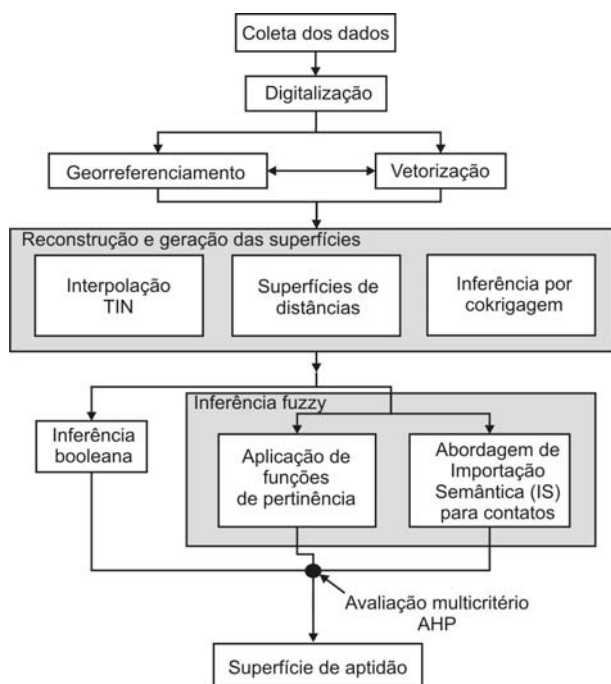 Coleta dos dados
Digitalização
Georreferenciamento
Vetorização
Reconstrução e geração das superfícies
Interpolação
TIN
Superfícies de
distâncias
Inferência por
cokrigagem
Inferência fuzzy
Inferência
booleana
Aplicação de
funções
de pertinência
Abordagem de
Importação
Semântica (IS)
para contatos
Avaliação multicritério
AHP
Superfície de aptidão